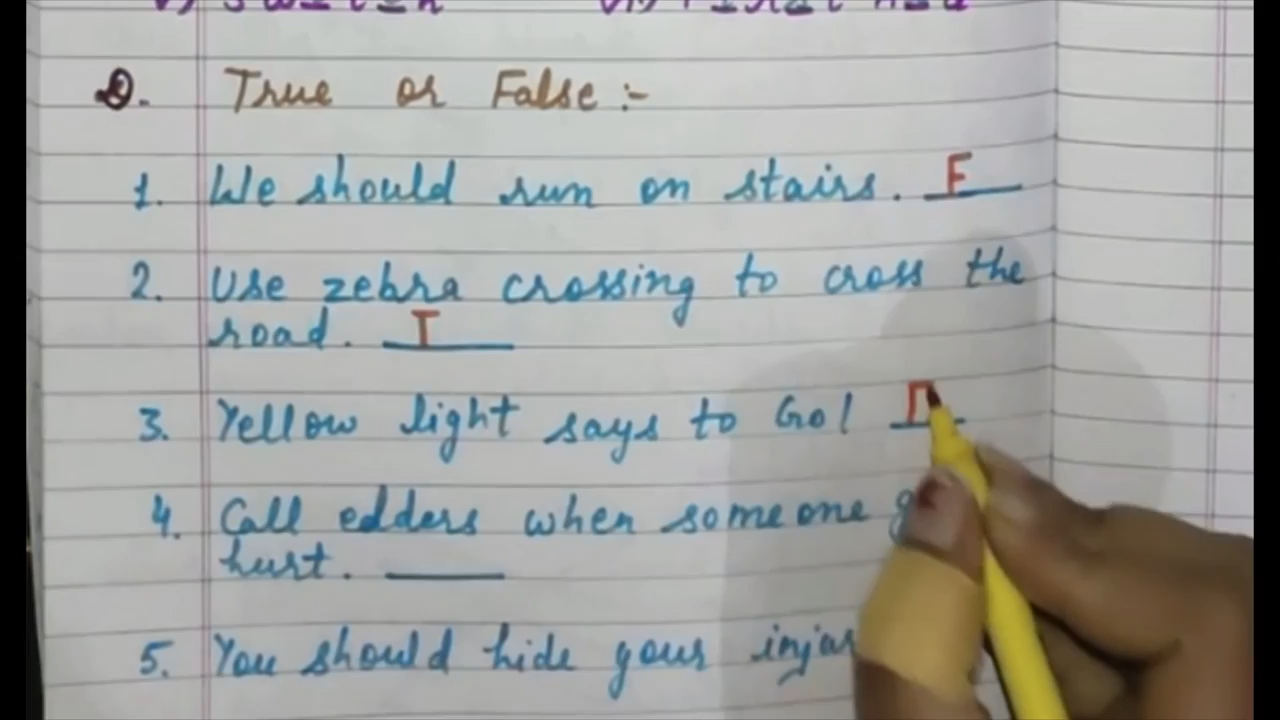 D. True or False :-
1. We should run on stairs. F
2. Use zebra crossing to cross the
road. T
3. Yellow light says to Go!
4. Call edders when someone
hurt.
5. You should hide your